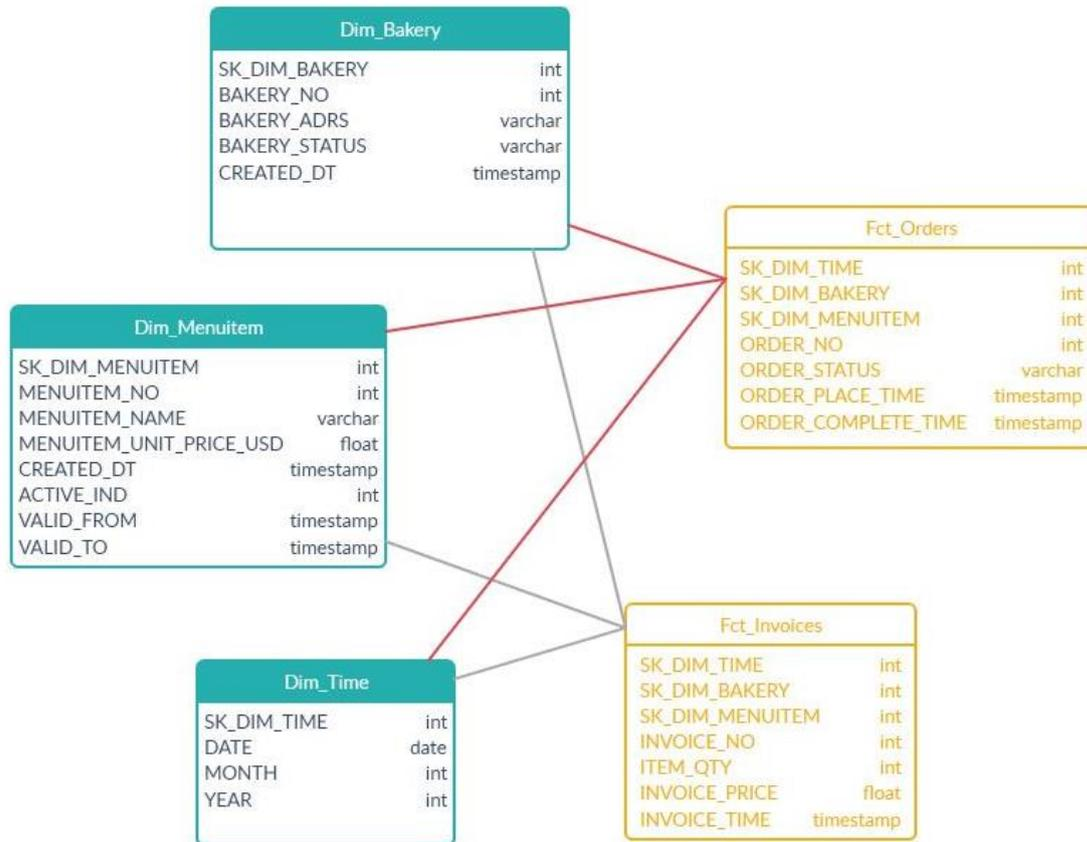 Dim_Bakery
SK_DIM_BAKERY int
BAKERY_NO int
BAKERY_ADRS varchar
BAKERY_STATUS varchar
CREATED_DT timestamp
Fct_Orders
SK_DIM_TIME int
SK_DIM_BAKERY int
SK_DIM_MENUITEM int
ORDER_NO int
ORDER_STATUS varchar
ORDER_PLACE_TIME timestamp
ORDER_COMPLETE_TIME timestamp
Dim_Menuitem
SK_DIM_MENUITEM int
MENUITEM_NO int
MENUITEM_NAME varchar
MENUITEM_UNIT_PRICE_USD float
CREATED_DT timestamp
ACTIVE_IND int
VALID_FROM timestamp
VALID_TO timestamp
Fct_Invoices
SK_DIM_TIME int
SK_DIM_BAKERY int
SK_DIM_MENUITEM int
INVOICE_NO int
ITEM_QTY int
INVOICE_PRICE float
INVOICE_TIME timestamp
Dim_Time
SK_DIM_TIME int
DATE date
MONTH int
YEAR int